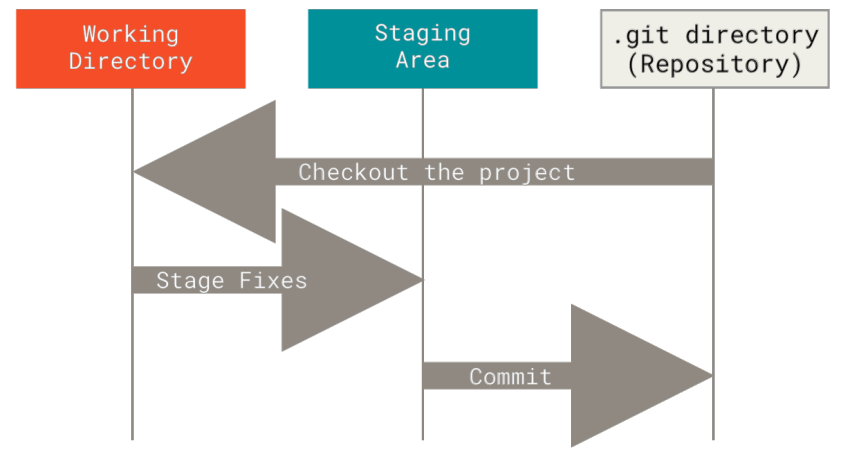 Working
Directory
Staging
Area
.git directory
(Repository)
Checkout the project
Stage Fixes
Commit